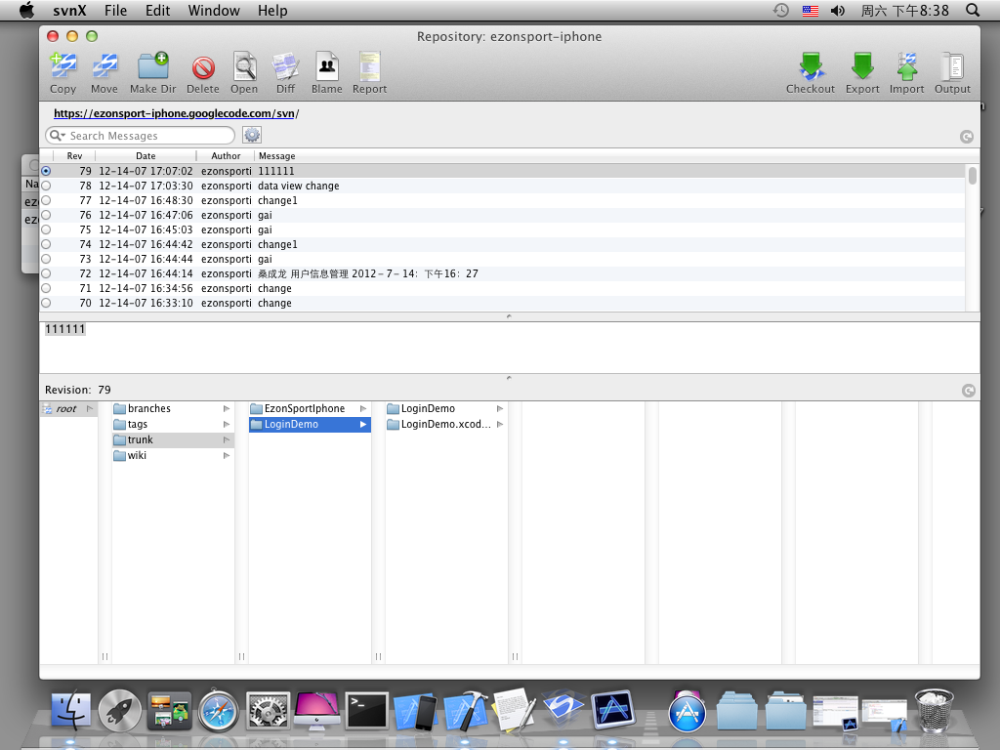 svnX File Edit Window Help 周六 下午8:38
Repository: ezonsport-iphone
Copy Move Make Dir Delete Open Diff Blame Report Checkout Export Import Output
https://ezonsport-iphone.googlecode.com/svn/
Search Messages
Rev Date Author Message
79 12-14-07 17:07:02 ezonsporti 111111
78 12-14-07 17:03:30 ezonsporti data view change
77 12-14-07 16:48:30 ezonsporti change1
76 12-14-07 16:47:06 ezonsporti gai
75 12-14-07 16:45:03 ezonsporti gai
74 12-14-07 16:44:42 ezonsporti change1
73 12-14-07 16:44:44 ezonsporti gai
72 12-14-07 16:44:14 ezonsporti 桑成龙 用户信息管理 2012-7-14：下午16：27
71 12-14-07 16:34:56 ezonsporti change
70 12-14-07 16:33:10 ezonsporti change
Na
ez
ez
111111
Revision: 79
root branches EzonSportIphone LoginDemo
tags LoginDemo LoginDemo.xcod...
trunk
wiki